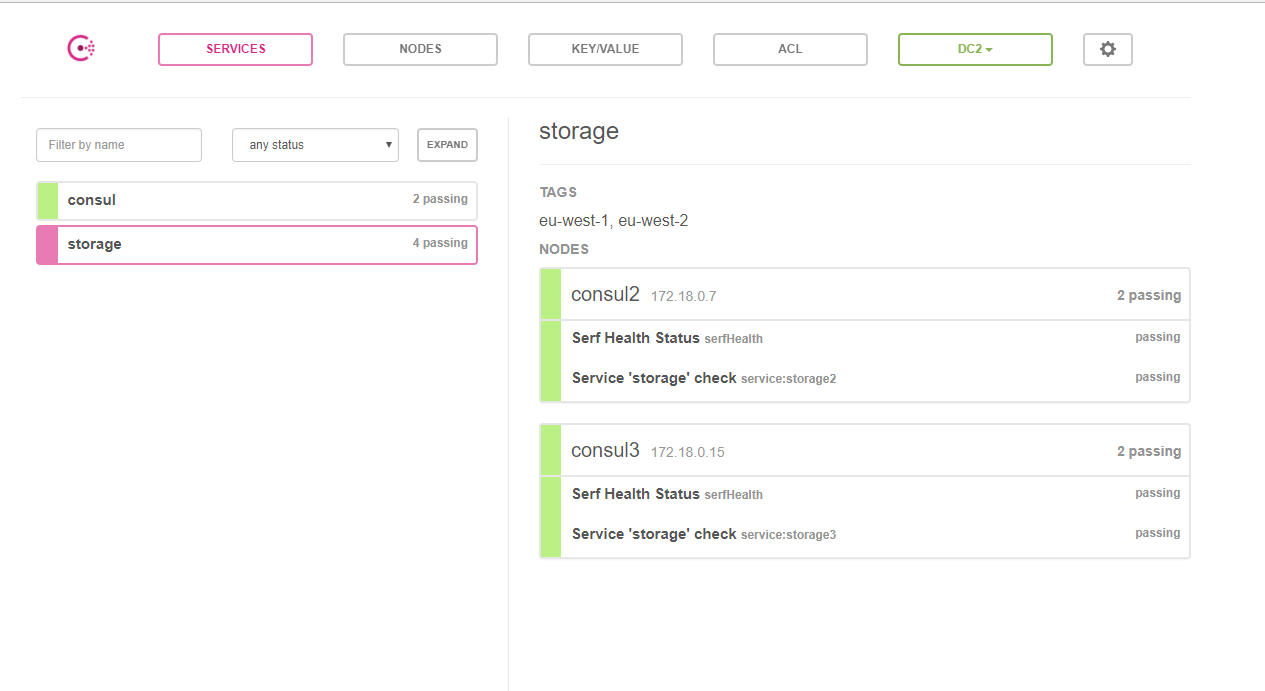 SERVICES NODES KEY/VALUE ACL DC2
Filter by name any status EXPAND
consul 2 passing
storage 4 passing
storage
TAGS
eu-west-1, eu-west-2
NODES
consul2 172.18.0.7 2 passing
Serf Health Status serfHealth passing
Service 'storage' check service:storage2 passing
consul3 172.18.0.15 2 passing
Serf Health Status serfHealth passing
Service 'storage' check service:storage3 passing